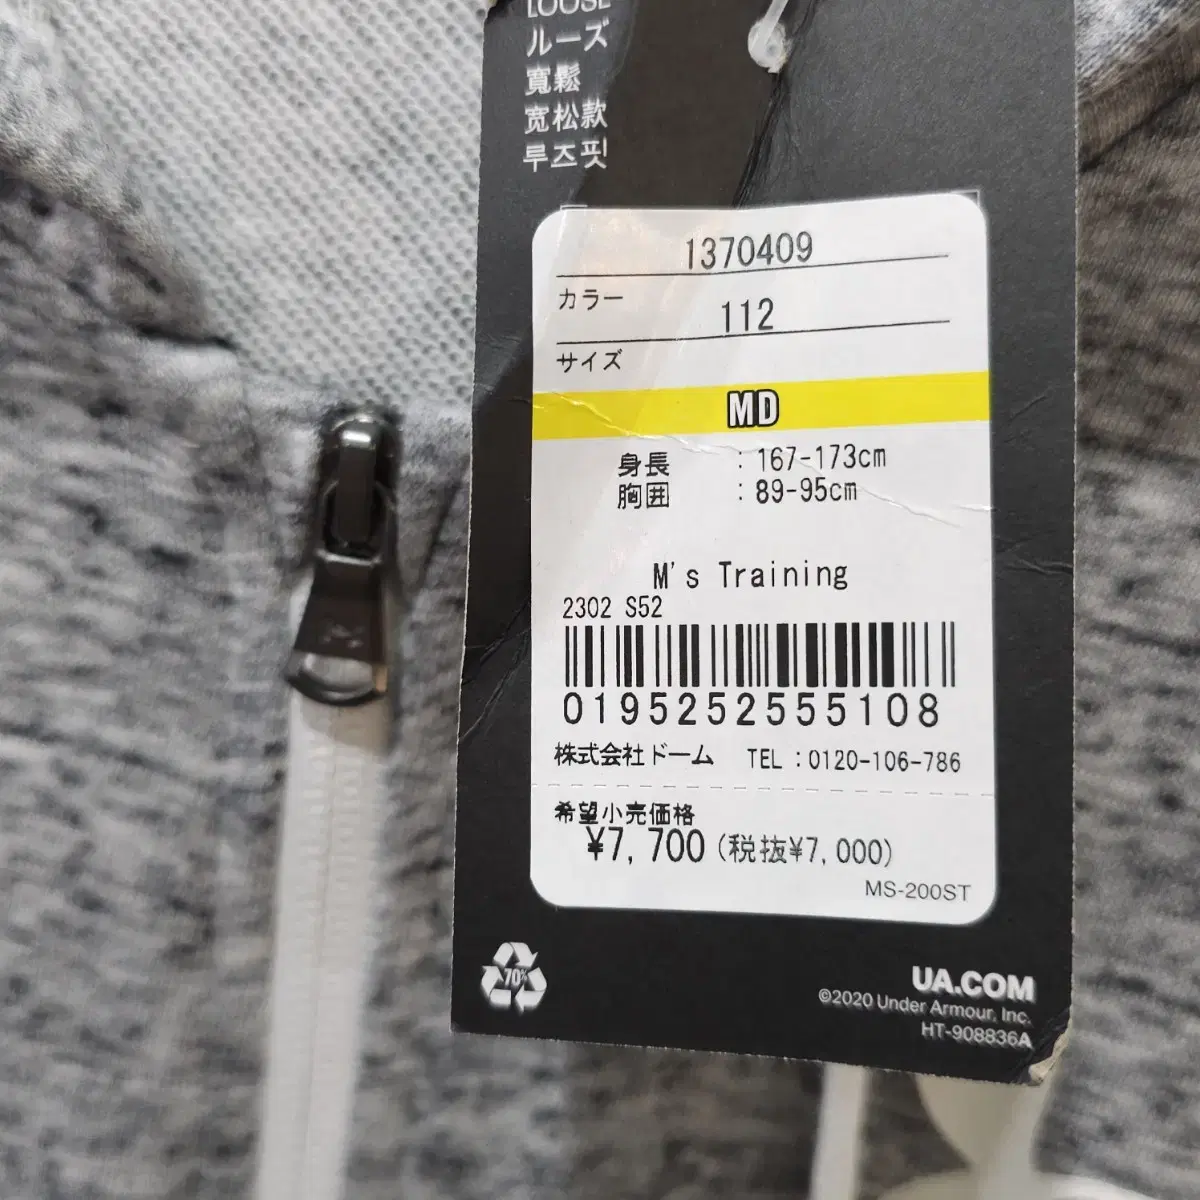 LOOSE
ルーズ
寬鬆
宽松款
루즈핏
1370409
カラー
112
サイズ
MD
身長 : 167-173cm
胸囲 : 89-95cm
M's Training
2302 S52
0195252555108
株式会社ドーム TEL:0120-106-786
希望小売価格
¥7,700(税抜¥7,000)
MS-200ST
70%
UA.COM
©2020 Under Armour, Inc.
HT-908836A